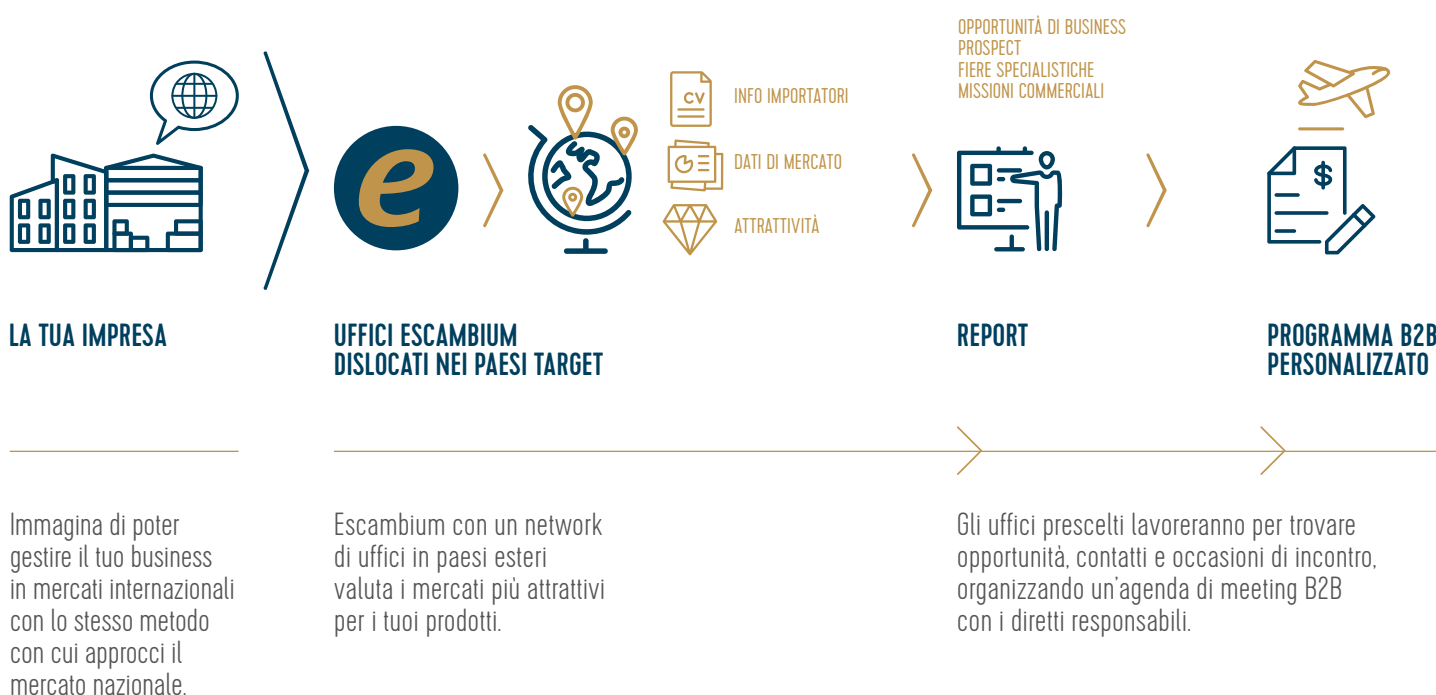 OPPORTUNITÀ DI BUSINESS
PROSPECT
FIERE SPECIALISTICHE
MISSIONI COMMERCIALI
CV
INFO IMPORTATORI
e
DATI DI MERCATO
$
ATTRATTIVITÀ
LA TUA IMPRESA
UFFICI ESCAMBIUM
DISLOCATI NEI PAESI TARGET
REPORT
PROGRAMMA B2B
PERSONALIZZATO
Immagina di poter
gestire il tuo business
in mercati internazionali
con lo stesso metodo
con cui approcci il
mercato nazionale.
Escambium con un network
di uffici in paesi esteri
valuta i mercati più attrattivi
per i tuoi prodotti.
Gli uffici prescelti lavoreranno per trovare
opportunità, contatti e occasioni di incontro,
organizzando un'agenda di meeting B2B
con i diretti responsabili.